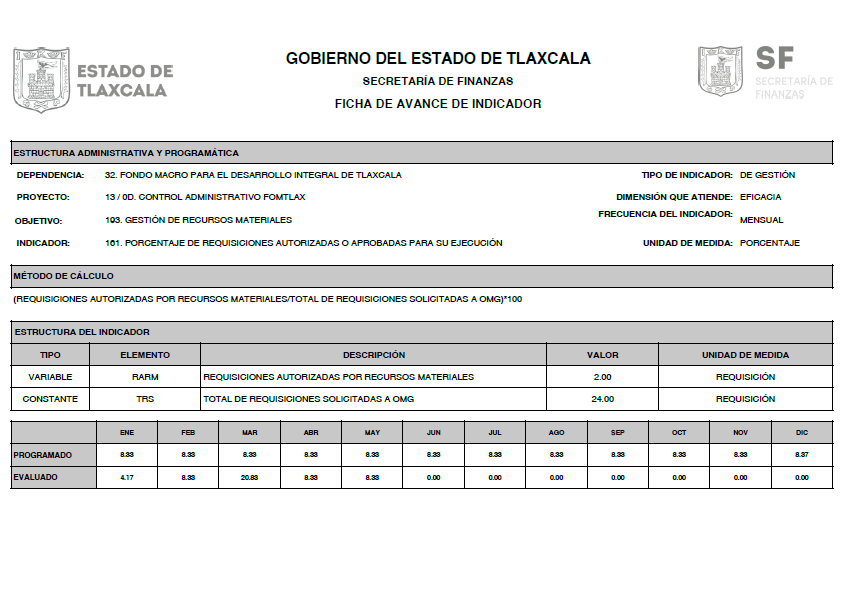 ESTADO DE
TLAXCALA
GOBIERNO DEL ESTADO DE TLAXCALA
SECRETARÍA DE FINANZAS
FICHA DE AVANCE DE INDICADOR
SF
SECRETARÍA DE
FINANZAS
ESTRUCTURA ADMINISTRATIVA Y PROGRAMÁTICA
DEPENDENCIA: 32. FONDO MACRO PARA EL DESARROLLO INTEGRAL DE TLAXCALA TIPO DE INDICADOR: DE GESTIÓN
PROYECTO: 13 / 0D. CONTROL ADMINISTRATIVO FOMTLAX DIMENSIÓN QUE ATIENDE: EFICACIA
OBJETIVO: 193. GESTIÓN DE RECURSOS MATERIALES FRECUENCIA DEL INDICADOR: MENSUAL
INDICADOR: 161. PORCENTAJE DE REQUISICIONES AUTORIZADAS O APROBADAS PARA SU EJECUCIÓN UNIDAD DE MEDIDA: PORCENTAJE
MÉTODO DE CÁLCULO
(REQUISICIONES AUTORIZADAS POR RECURSOS MATERIALES/TOTAL DE REQUISICIONES SOLICITADAS A OMG)*100
ESTRUCTURA DEL INDICADOR
TIPO ELEMENTO DESCRIPCIÓN VALOR UNIDAD DE MEDIDA
VARIABLE RARM REQUISICIONES AUTORIZADAS POR RECURSOS MATERIALES 2.00 REQUISICIÓN
CONSTANTE TRS TOTAL DE REQUISICIONES SOLICITADAS A OMG 24.00 REQUISICIÓN
ENE FEB MAR ABR MAY JUN JUL AGO SEP OCT NOV DIC
PROGRAMADO 8.33 8.33 8.33 8.33 8.33 8.33 8.33 8.33 8.33 8.33 8.33 8.37
EVALUADO 4.17 8.33 20.83 8.33 8.33 0.00 0.00 0.00 0.00 0.00 0.00 0.00